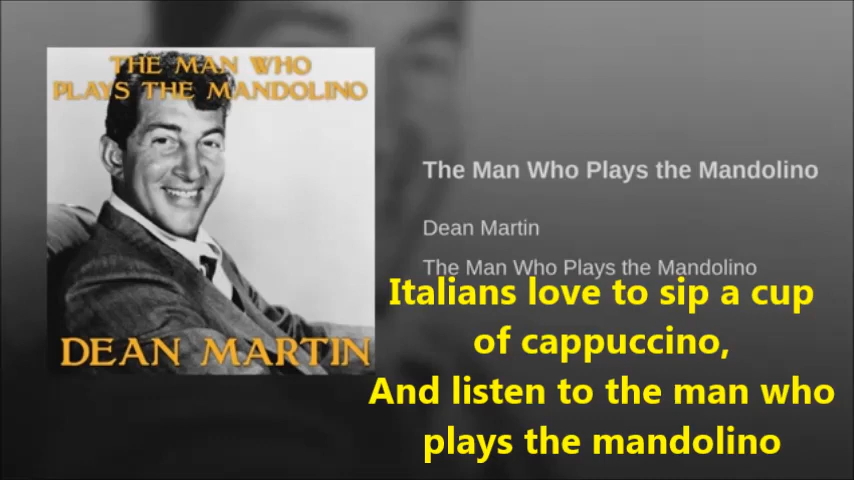 THE MAN WHO
PLAYS THE MANDOLINO
DEAN MARTIN
The Man Who Plays the Mandolino
Dean Martin
The Man Who Plays the Mandolino
Italians love to sip a cup
of cappuccino,
And listen to the man who
plays the mandolino